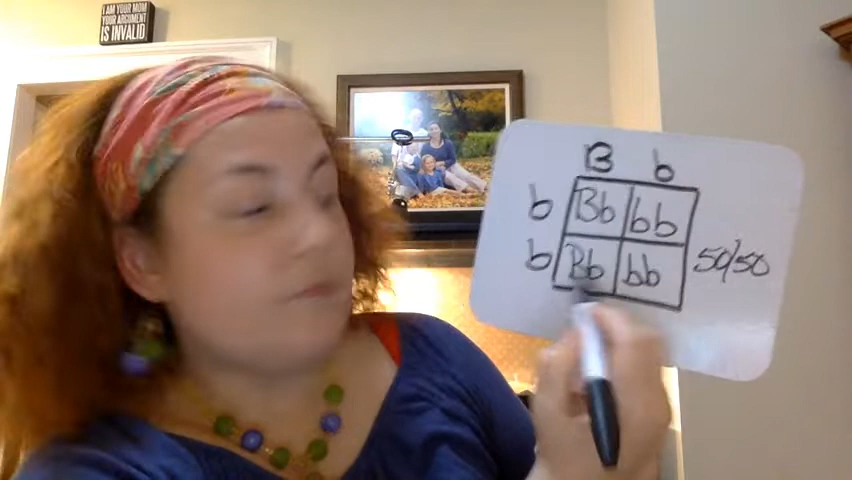 I AM YOUR MOM
YOUR ARGUMENT
IS INVALID
B b
b Bb bb
b Bb bb 50/50